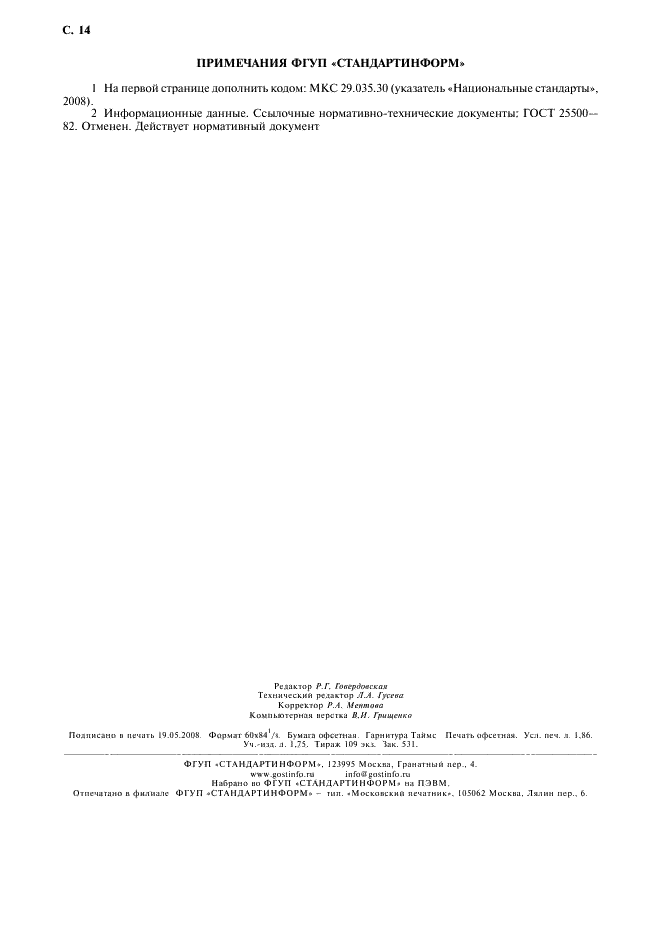 С. 14
ПРИМЕЧАНИЯ ФГУП «СТАНДАРТИНФОРМ»
1 На первой странице дополнить кодом: МКС 29.035.30 (указатель «Национальные стандарты»,
2008).
2 Информационные данные. Ссылочные нормативно-технические документы: ГОСТ 25500—
82. Отменен. Действует нормативный документ
Редактор Р.Г. Говердовская
Технический редактор Л.А. Гусева
Корректор Р.А. Ментова
Компьютерная верстка В.И. Грищенко
Подписано в печать 19.05.2008. Формат 60х84 1/8. Бумага офсетная. Гарнитура Таймс. Печать офсетная. Усл. печ. л. 1,86.
Уч.-изд. л. 1,75. Тираж 109 экз. Зак. 531.
ФГУП «СТАНДАРТИНФОРМ», 123995 Москва, Гранатный пер., 4.
www.gostinfo.ru info@gostinfo.ru
Набрано во ФГУП «СТАНДАРТИНФОРМ» на ПЭВМ.
Отпечатано в филиале ФГУП «СТАНДАРТИНФОРМ» — тип. «Московский печатник», 105062 Москва, Лялин пер., 6.